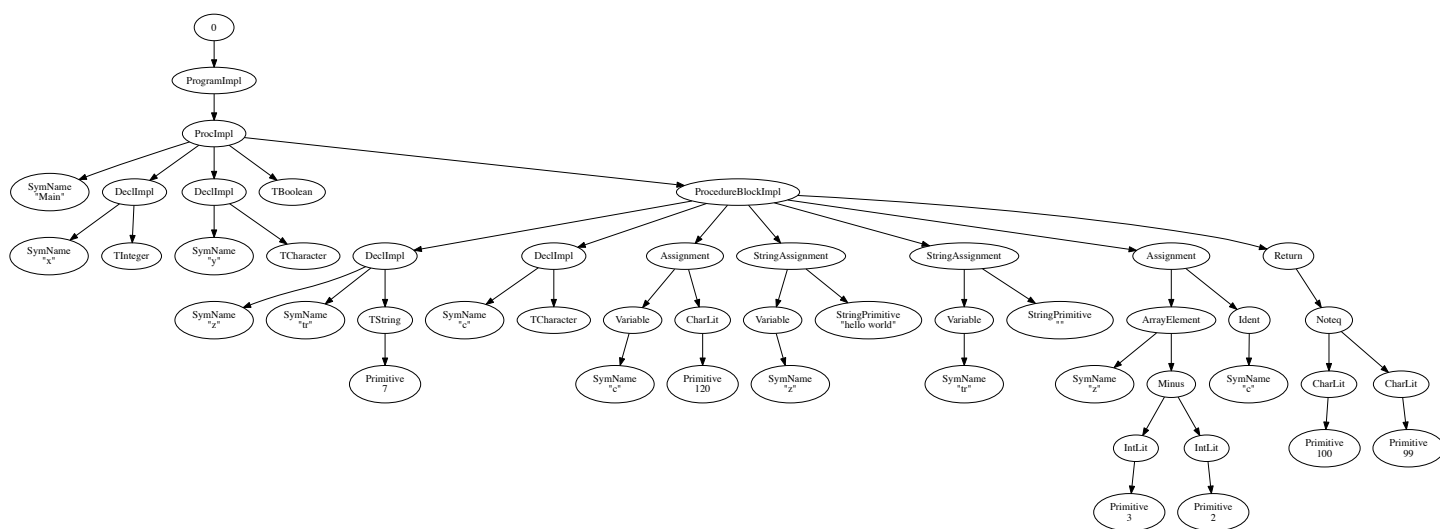 0
ProgramImpl
ProcImpl
SymName
"Main"
DeclImpl
DeclImpl
TBoolean
ProcedureBlockImpl
SymName
"x"
TInteger
SymName
"y"
TCharacter
DeclImpl
DeclImpl
Assignment
StringAssignment
StringAssignment
Assignment
Return
SymName
"z"
SymName
"tr"
TString
SymName
"c"
TCharacter
Variable
CharLit
Variable
StringPrimitive
"hello world"
Variable
StringPrimitive
""
ArrayElement
Ident
Noteq
Primitive
7
SymName
"c"
Primitive
120
SymName
"z"
SymName
"tr"
SymName
"z"
Minus
SymName
"c"
CharLit
CharLit
IntLit
IntLit
Primitive
100
Primitive
99
Primitive
3
Primitive
2